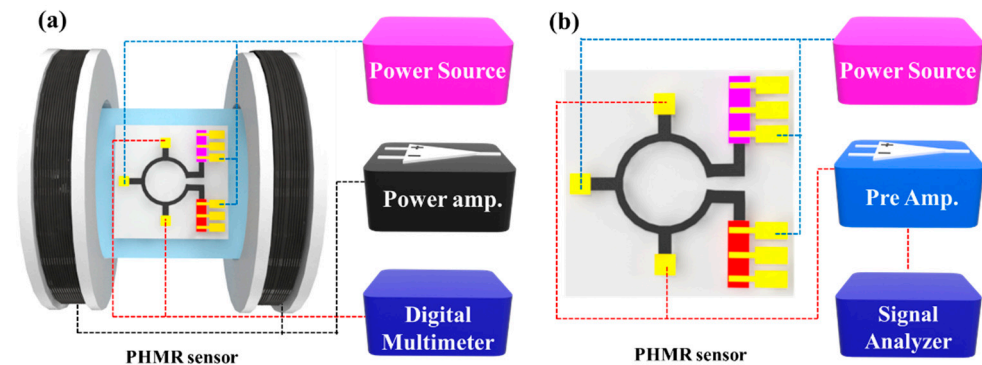 (a)
Power Source
+
-
Power amp.
Digital
Multimeter
PHMR sensor
(b)
Power Source
+
-
Pre Amp.
Signal
Analyzer
PHMR sensor